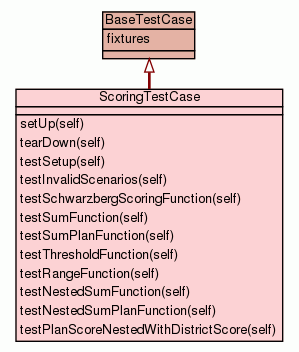 BaseTestCase
fixtures
ScoringTestCase
setUp(self)
tearDown(self)
testSetup(self)
testInvalidScenarios(self)
testSchwarzbergScoringFunction(self)
testSumFunction(self)
testSumPlanFunction(self)
testThresholdFunction(self)
testRangeFunction(self)
testNestedSumFunction(self)
testNestedSumPlanFunction(self)
testPlanScoreNestedWithDistrictScore(self)